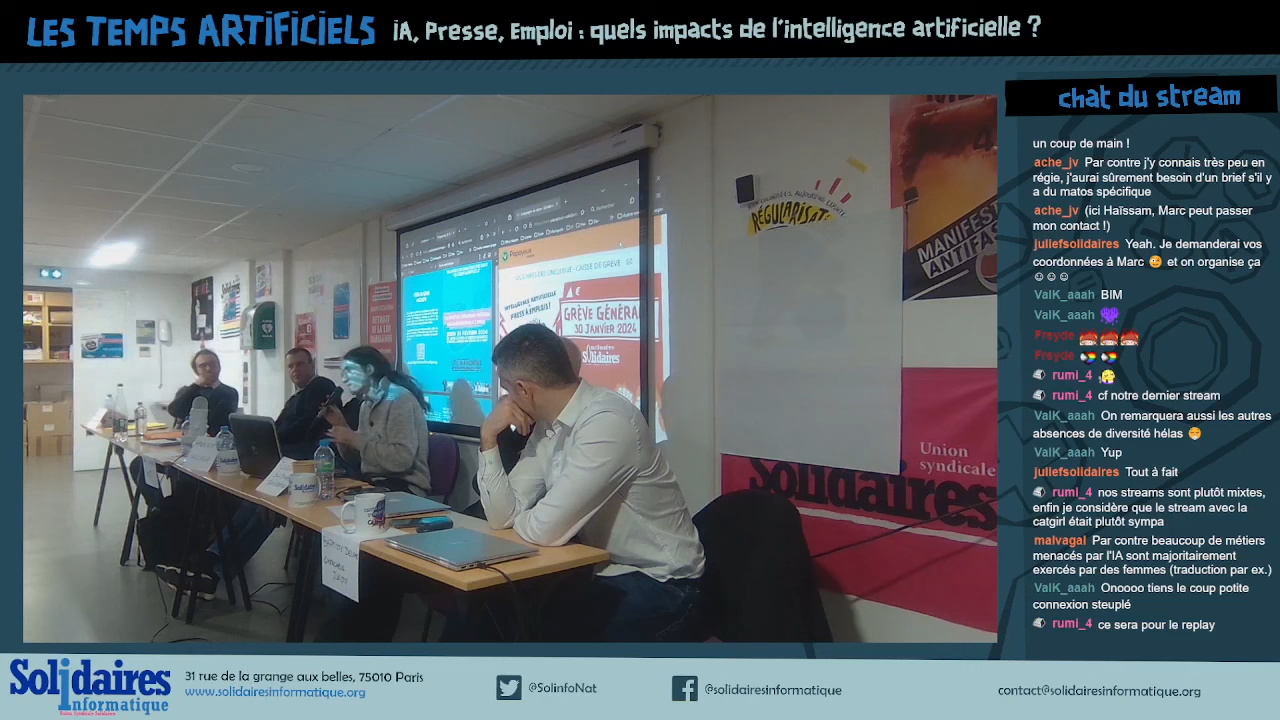 LES TEMPS ARTIFICIELS
IA, Presse, Emploi : quels impacts de l'intelligence artificielle ?
chat du stream
un coup de main !
ache_jv Par contre j'y connais très peu en
régie, j'aurai sûrement besoin d'un brief s'il y
a du matos spécifique
ache_jv (ici Haïssam, Marc peut passer
mon contact !)
juliefsolidaires Yeah. Je demanderai vos
coordonnées à Marc 😉 et on organise ça
☺☺☺
ValK_aaah BIM
ValK_aaah
Freyde
Freyde
rumi_4
rumi_4 cf notre dernier stream
ValK_aaah On remarquera aussi les autres
absences de diversité hélas 😁
ValK_aaah Yup
juliefsolidaires Tout à fait
rumi_4 nos streams sont plutôt mixtes,
enfin je considère que le stream avec la
catgirl était plutôt sympa
malvagal Par contre beaucoup de métiers
menacés par l'IA sont majoritairement
exercés par des femmes (traduction par ex.)
ValK_aaah Onoooo tiens le coup potite
connexion steuplé
rumi_4 ce sera pour le replay
RÉGULARISAT
MANIFEST
ANTIFAS
GRÈVE GÉNÉRA
30 JANVIER 2024
Solidaires
Union
syndicale
Solidaires
Solidaires
Informatique
31 rue de la grange aux belles, 75010 Paris
www.solidairesinformatique.org
@SolinfoNat
@solidairesinformatique
contact@solidairesinformatique.org